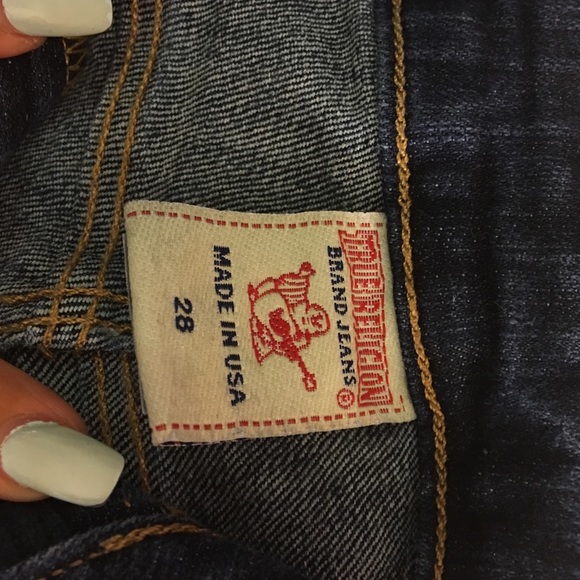 TRUE RELIGION
BRAND JEANS ®
MADE IN USA
28